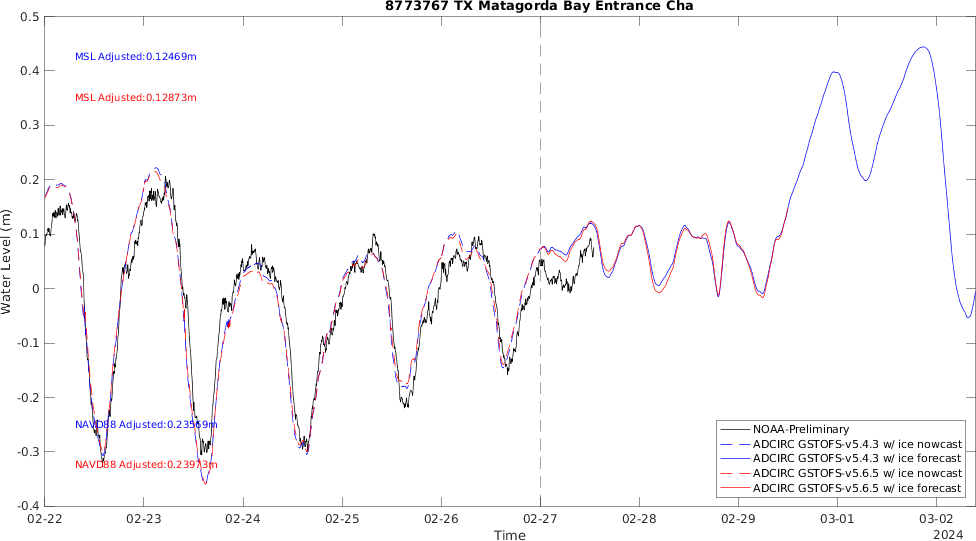 8773767 TX Matagorda Bay Entrance Cha
0.5
0.4
0.3
0.2
0.1
0
-0.1
-0.2
-0.3
-0.4
Water Level (m)
MSL Adjusted:0.12469m
MSL Adjusted:0.12873m
NAVD88 Adjusted:0.23569m
NAVD88 Adjusted:0.23973m
NOAA-Preliminary
ADCIRC GSTOFS-v5.4.3 w/ ice nowcast
ADCIRC GSTOFS-v5.4.3 w/ ice forecast
ADCIRC GSTOFS-v5.6.5 w/ ice nowcast
ADCIRC GSTOFS-v5.6.5 w/ ice forecast
02-22 02-23 02-24 02-25 02-26 02-27 02-28 02-29 03-01 03-02
Time
2024